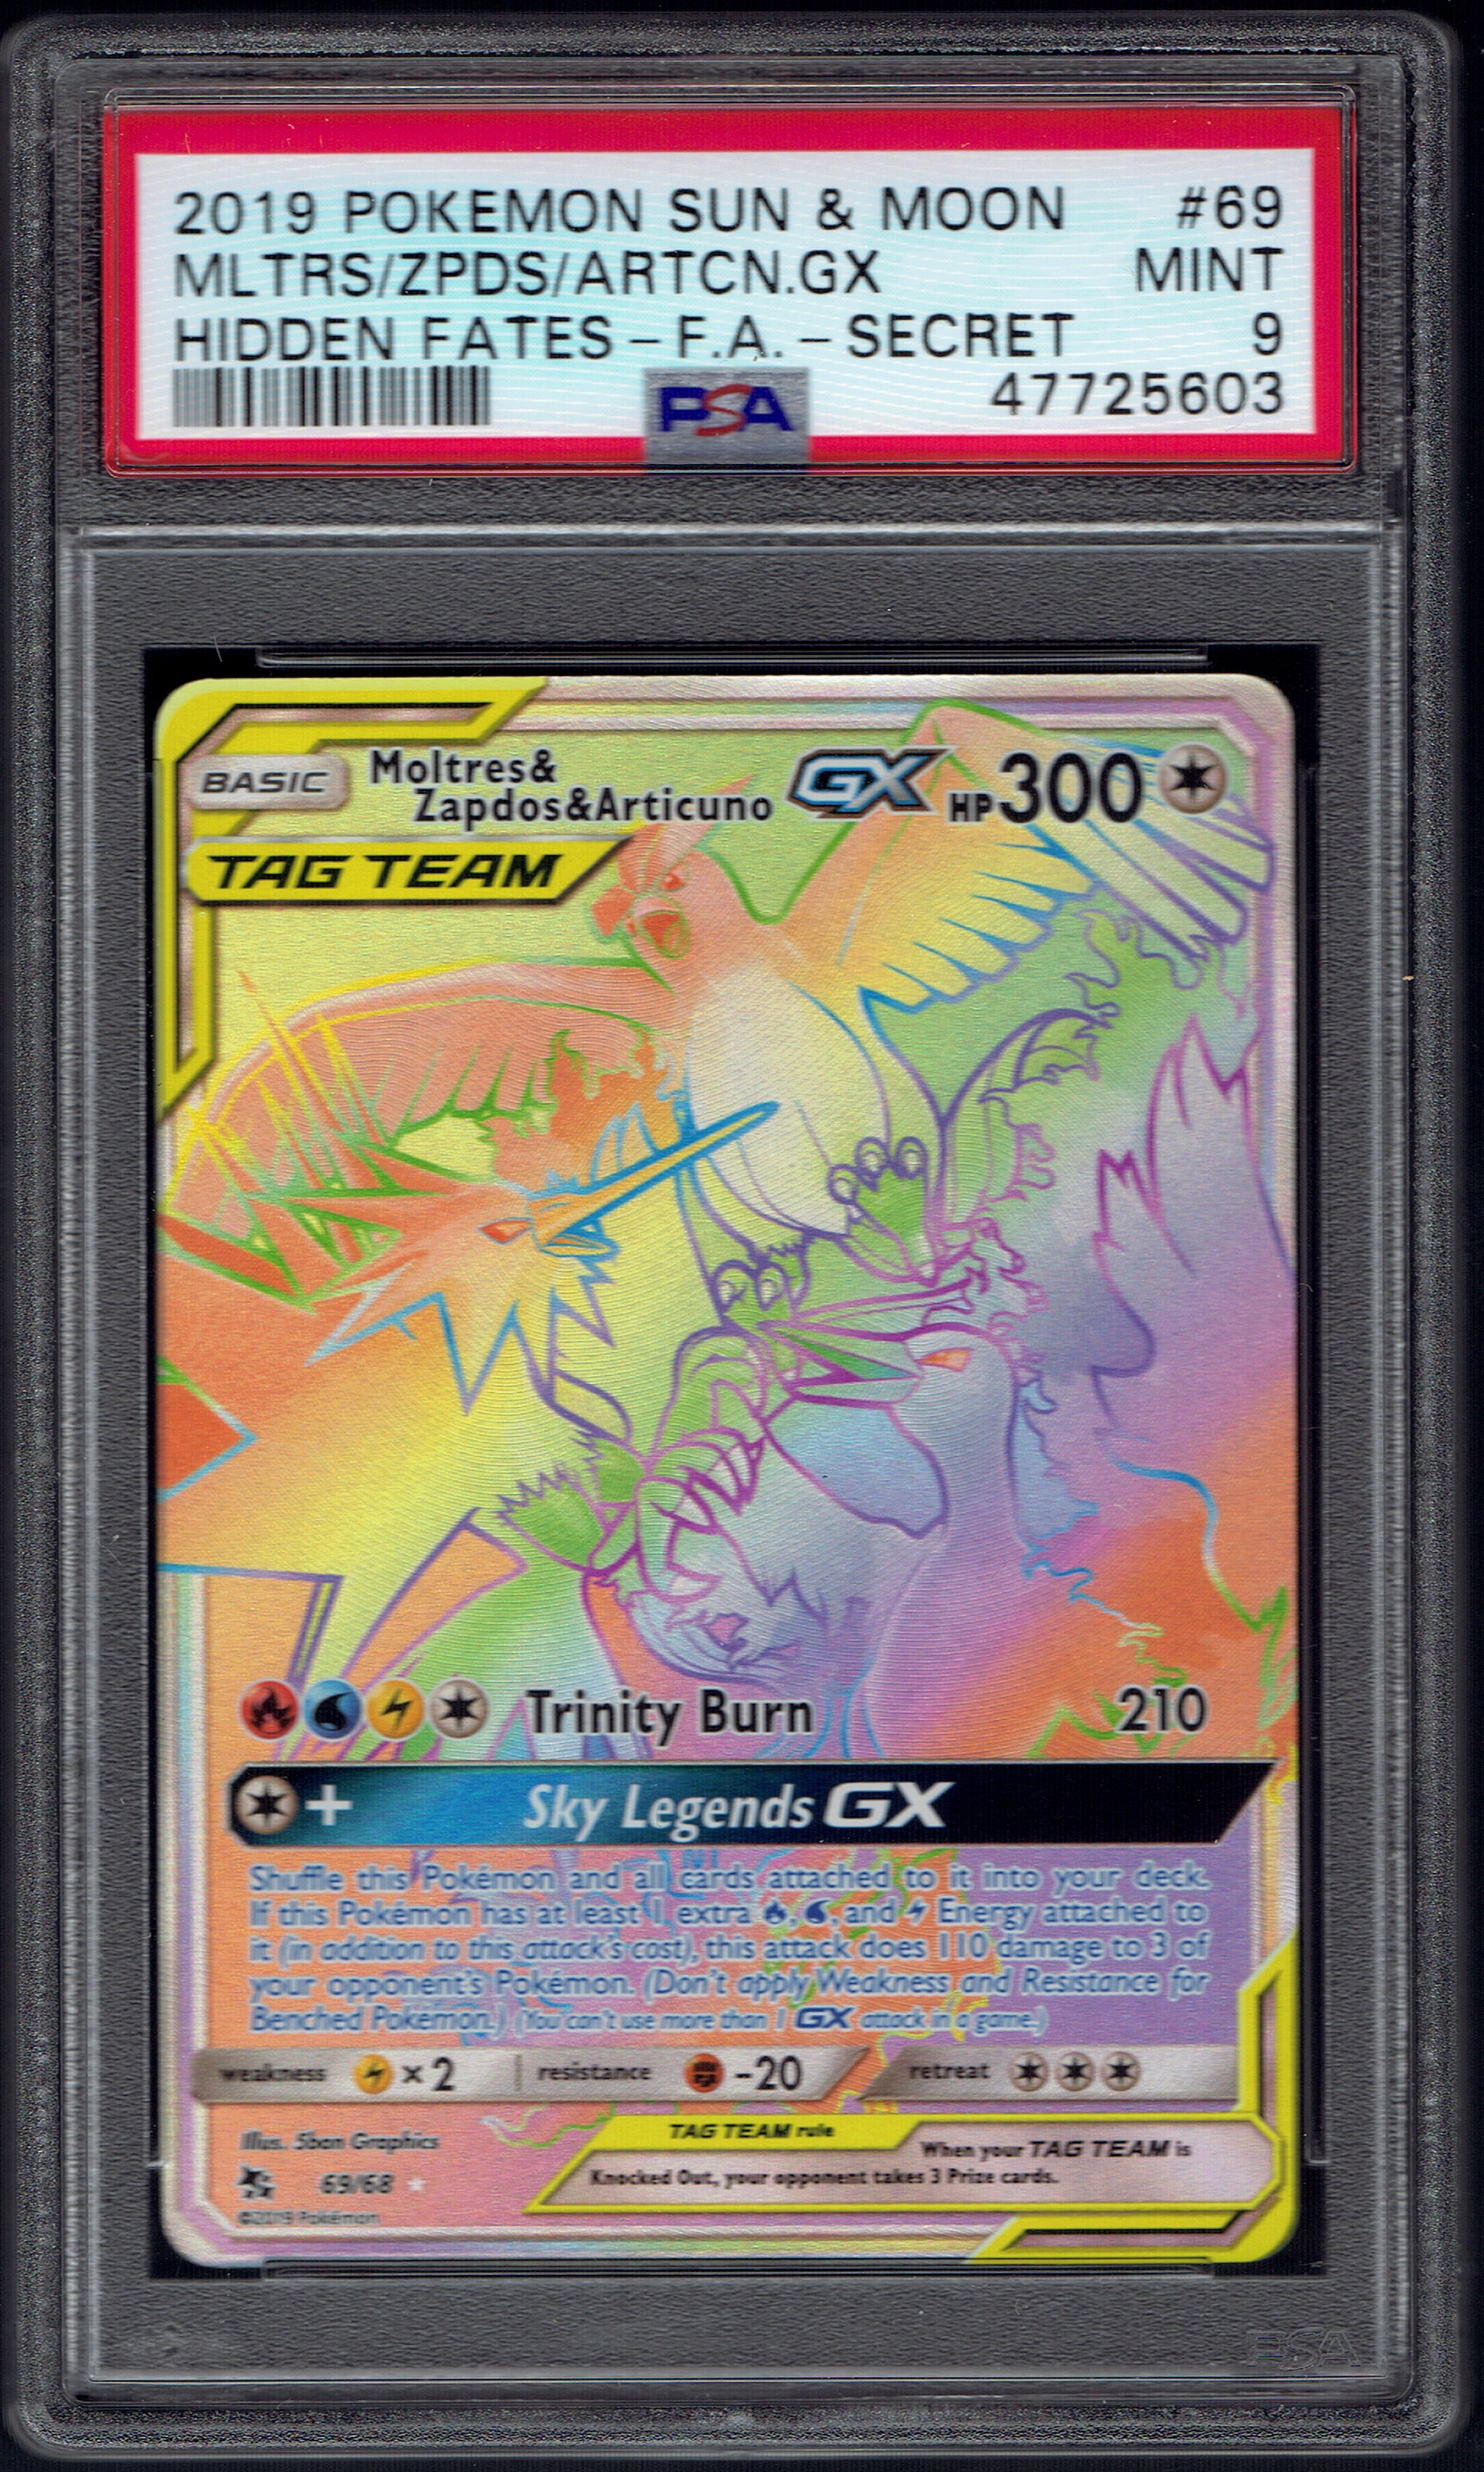 2019 POKEMON SUN & MOON #69
MLTRS/ZPDS/ARTCN.GX MINT
HIDDEN FATES – F.A. – SECRET 9
PSA 47725603
BASIC Moltres& Zapdos&Articuno GX HP 300
TAG TEAM
Trinity Burn 210
+ Sky Legends GX
Shuffle this Pokémon and all cards attached to it into your deck.
If this Pokémon has at least 1 extra , , and Energy attached to
it (in addition to this attack's cost), this attack does 110 damage to 3 of
your opponent's Pokémon. (Don't apply Weakness and Resistance for
Benched Pokémon.) (You can't use more than 1 GX attack in a game.)
weakness ×2 resistance -20 retreat
TAG TEAM rule
Illus. 5ban Graphics
When your TAG TEAM is
Knocked Out, your opponent takes 3 Prize cards.
69/68
©2019 Pokémon
PSA